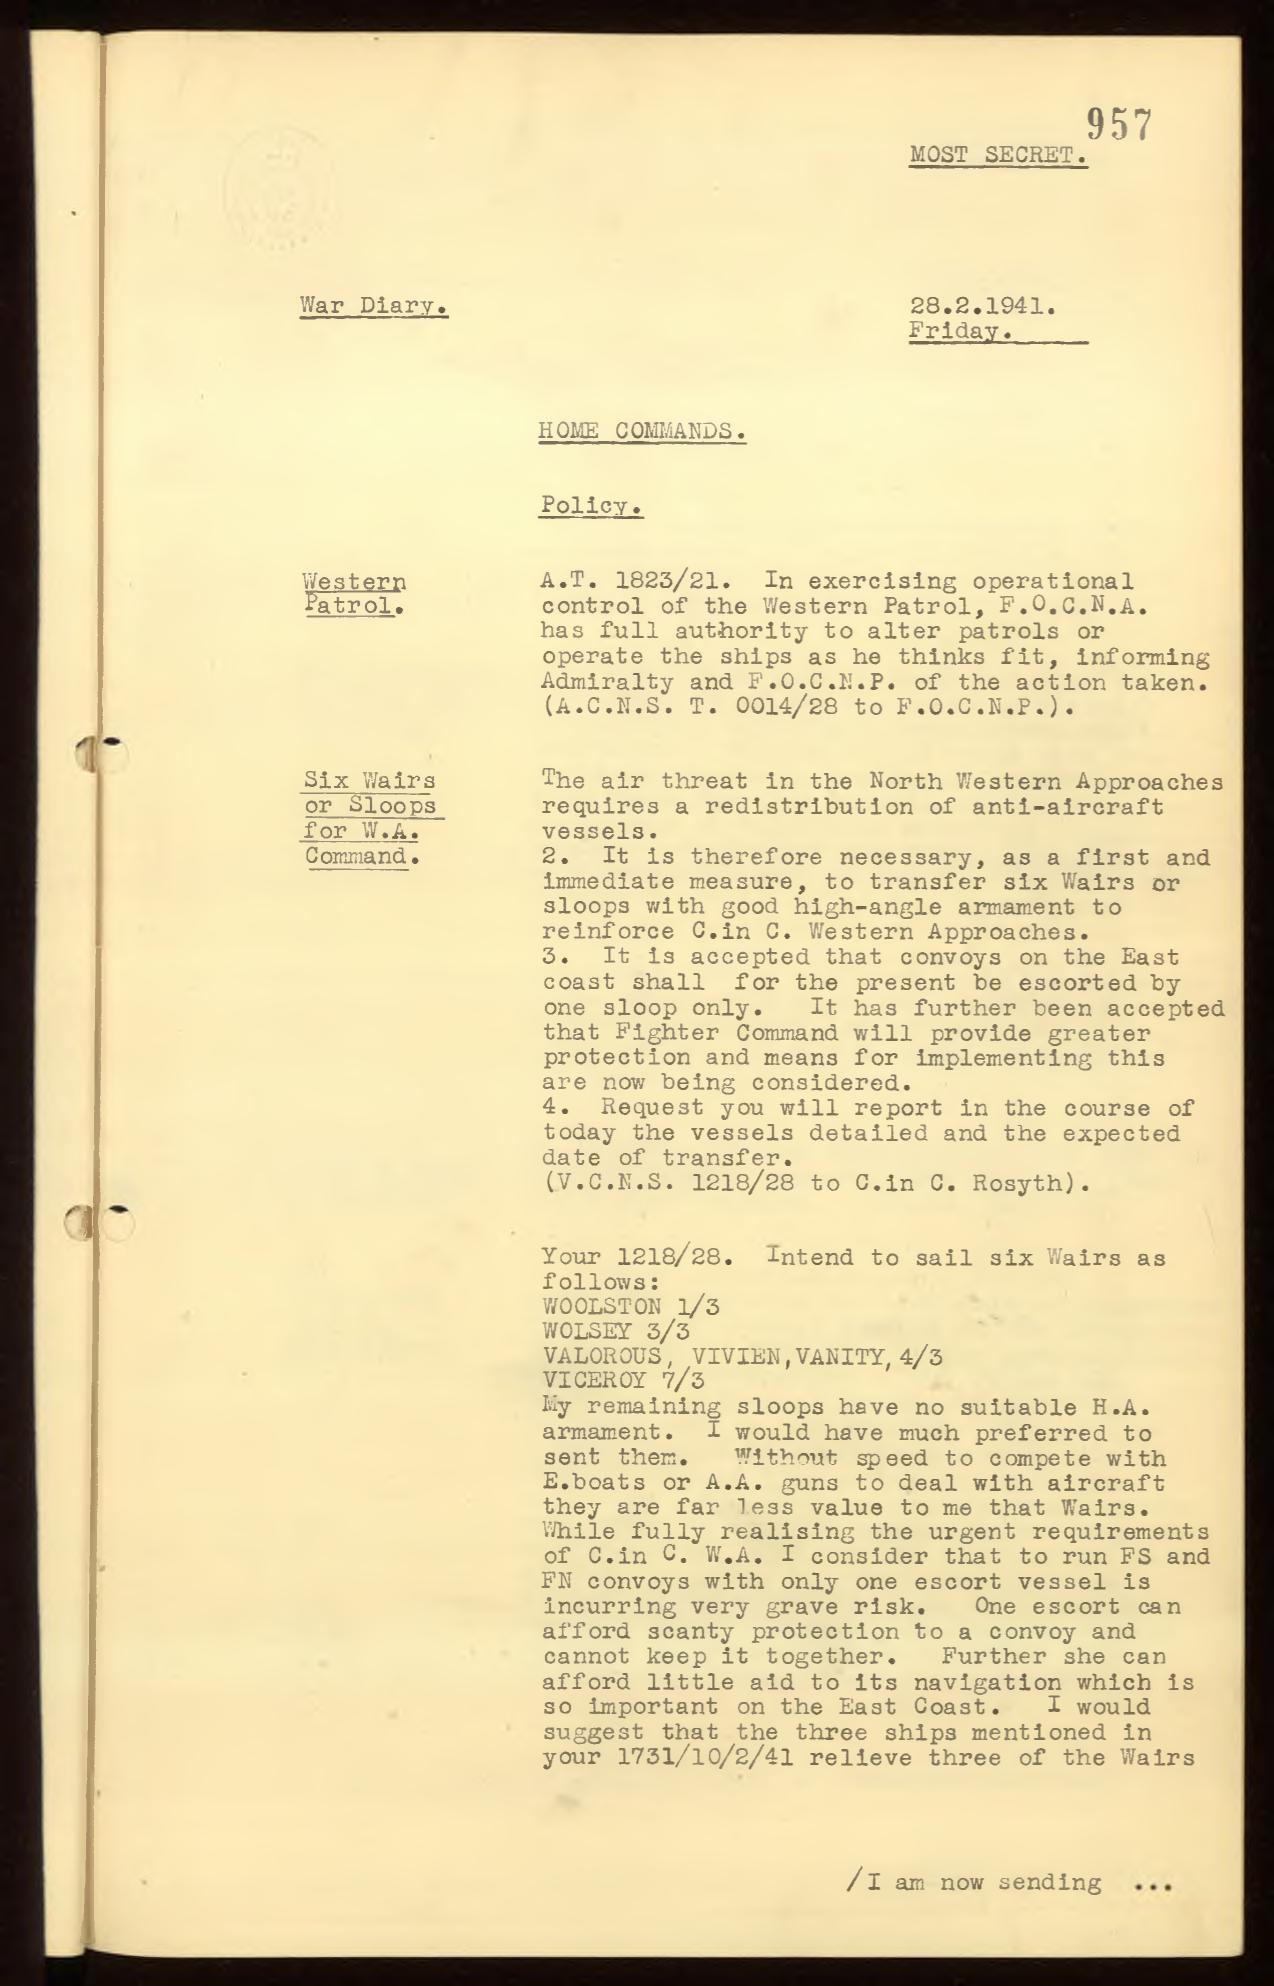 957
MOST SECRET.
War Diary.
28.2.1941.
Friday.
HOME COMMANDS.
Policy.
Western
Patrol.
A.T. 1823/21. In exercising operational
control of the Western Patrol, F.O.C.N.A.
has full authority to alter patrols or
operate the ships as he thinks fit, informing
Admiralty and F.O.C.N.P. of the action taken.
(A.C.N.S. T. 0014/28 to F.O.C.N.P.).
Six Wairs
or Sloops
for W.A.
Command.
The air threat in the North Western Approaches
requires a redistribution of anti-aircraft
vessels.
2. It is therefore necessary, as a first and
immediate measure, to transfer six Wairs or
sloops with good high-angle armament to
reinforce C.in C. Western Approaches.
3. It is accepted that convoys on the East
coast shall for the present be escorted by
one sloop only. It has further been accepted
that Fighter Command will provide greater
protection and means for implementing this
are now being considered.
4. Request you will report in the course of
today the vessels detailed and the expected
date of transfer.
(V.C.N.S. 1218/28 to C.in C. Rosyth).
Your 1218/28. Intend to sail six Wairs as
follows:
WOOLSTON 1/3
WOLSEY 3/3
VALOROUS, VIVIEN,VANITY, 4/3
VICEROY 7/3
My remaining sloops have no suitable H.A.
armament. I would have much preferred to
sent them. Without speed to compete with
E.boats or A.A. guns to deal with aircraft
they are far less value to me that Wairs.
While fully realising the urgent requirements
of C.in C. W.A. I consider that to run FS and
FN convoys with only one escort vessel is
incurring very grave risk. One escort can
afford scanty protection to a convoy and
cannot keep it together. Further she can
afford little aid to its navigation which is
so important on the East Coast. I would
suggest that the three ships mentioned in
your 1731/10/2/41 relieve three of the Wairs
/I am now sending ...